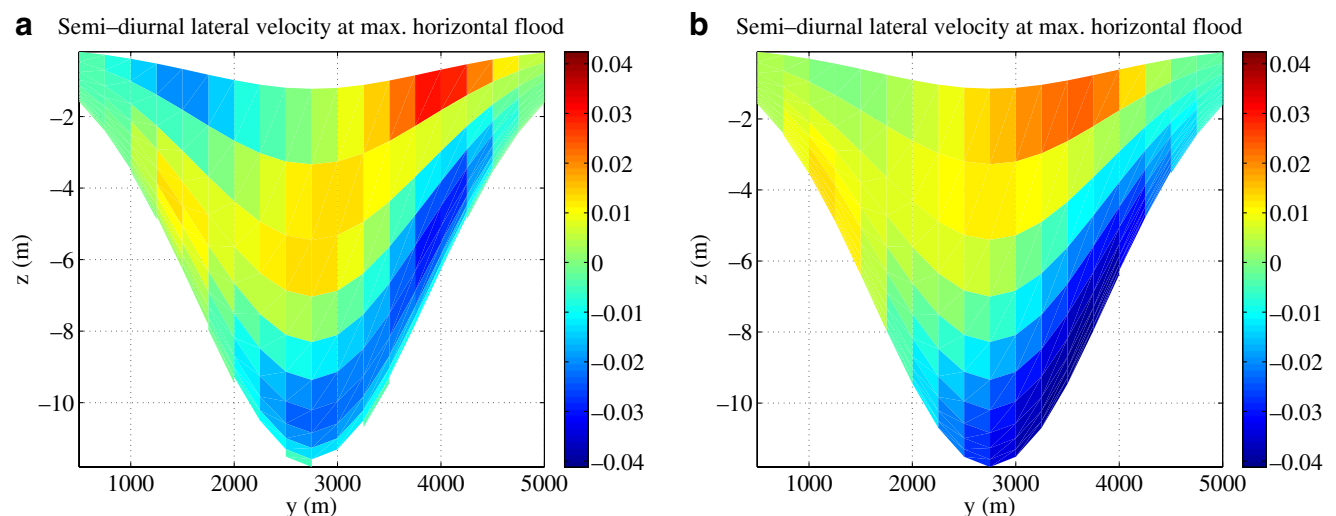 a
Semi–diurnal lateral velocity at max. horizontal flood
0.04
0.03
0.02
0.01
0
–0.01
–0.02
–0.03
–0.04
z (m)
–2
–4
–6
–8
–10
1000 2000 3000 4000 5000
y (m)
b
Semi–diurnal lateral velocity at max. horizontal flood
0.04
0.03
0.02
0.01
0
–0.01
–0.02
–0.03
–0.04
z (m)
–2
–4
–6
–8
–10
1000 2000 3000 4000 5000
y (m)